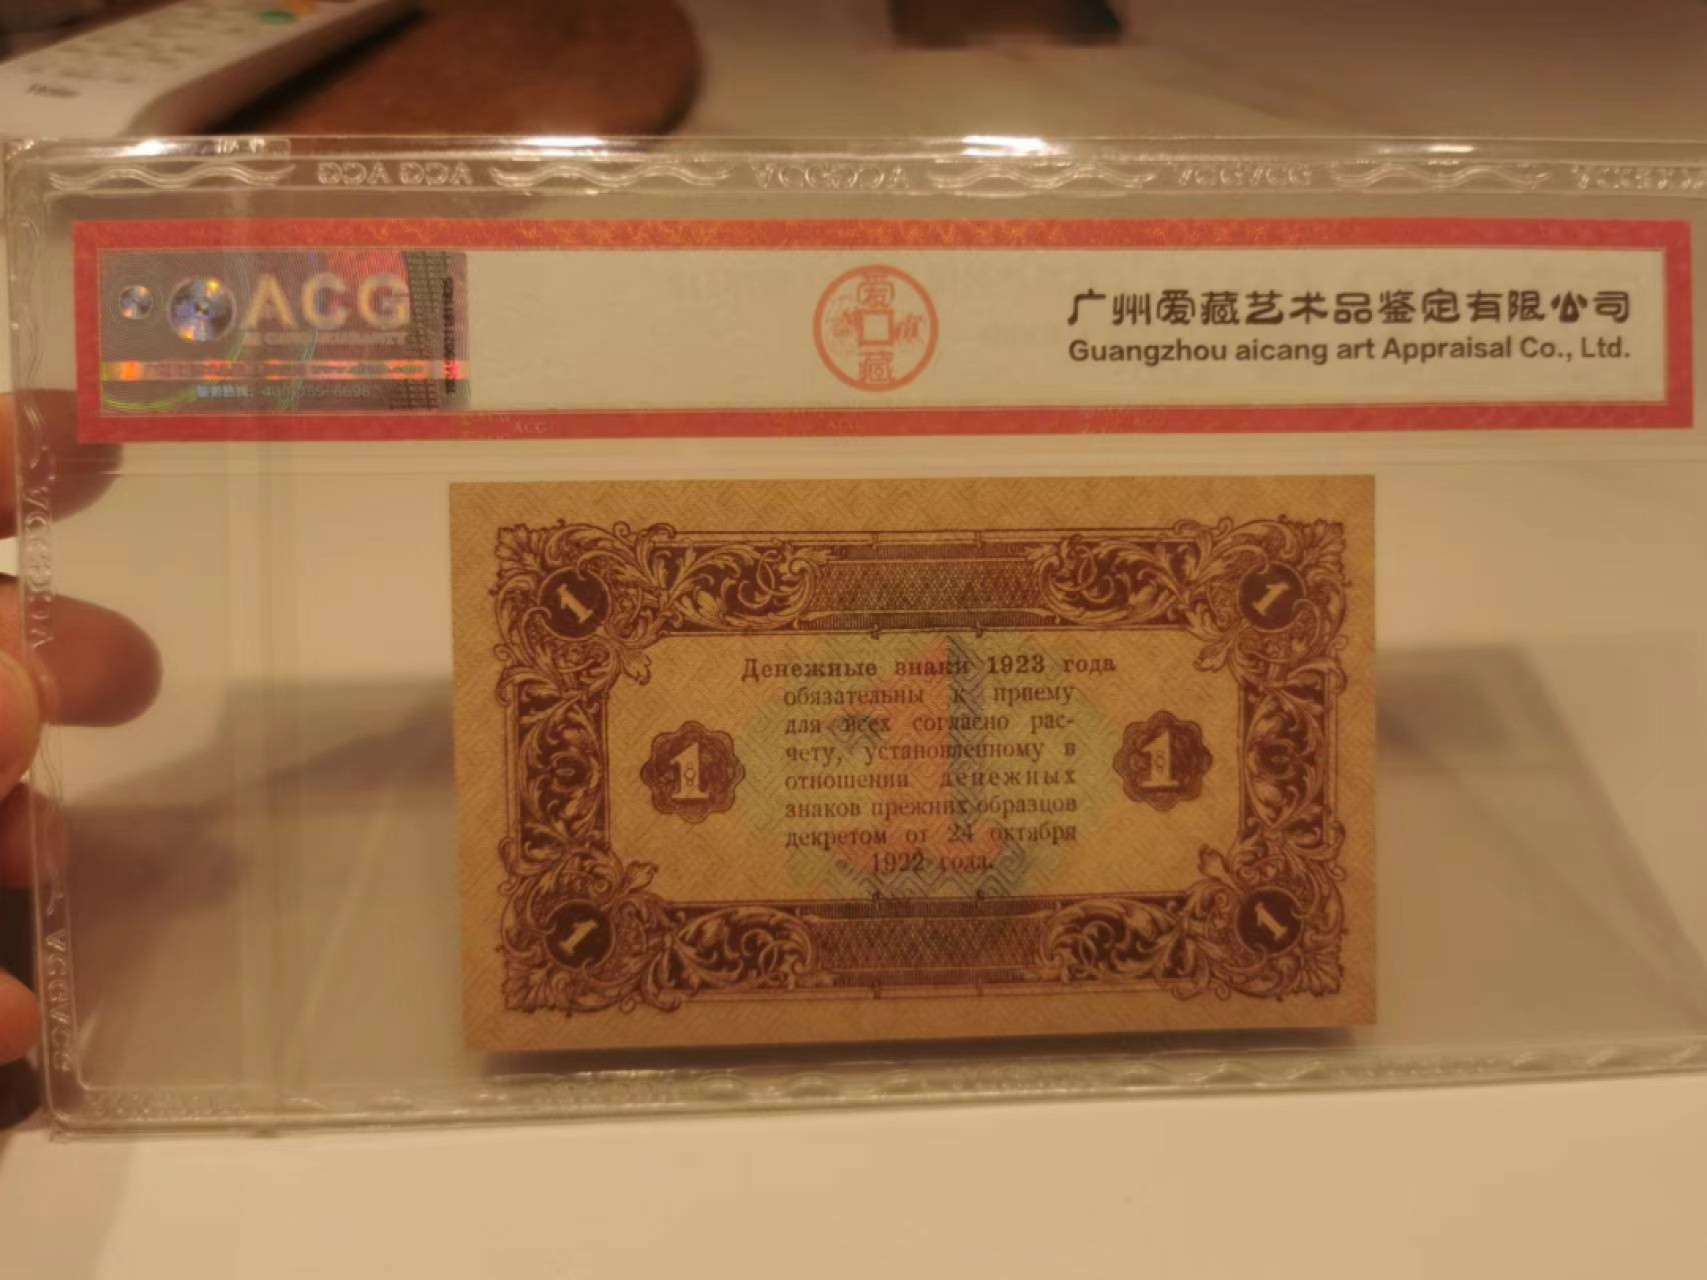 ACG
爱藏
广州爱藏艺术品鉴定有限公司
Guangzhou aicang art Appraisal Co., Ltd.
ACG
1 1
Денежные знаки 1923 года
обязательны к приему
для всех согласно рас-
чету, установленному в
отношении денежных
знаков прежних образцов
декретом от 24 октября
1922 года.
1 1
1 1